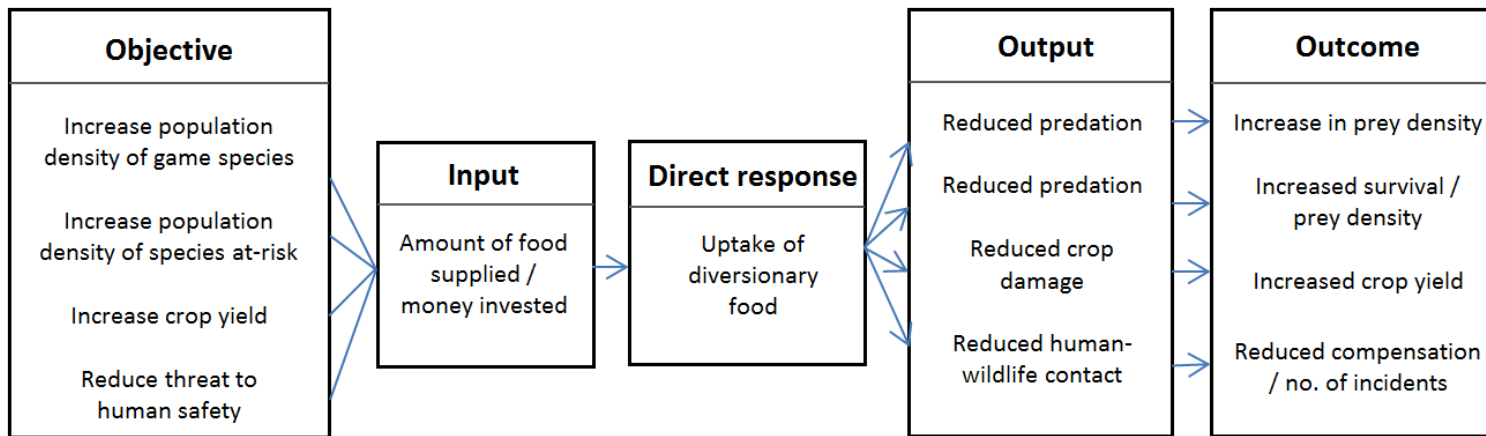 Objective
Increase population
density of game species
Increase population
density of species at-risk
Increase crop yield
Reduce threat to
human safety
Input
Amount of food
supplied /
money invested
Direct response
Uptake of
diversionary
food
Output
Reduced predation
Reduced predation
Reduced crop
damage
Reduced human-
wildlife contact
Outcome
Increase in prey density
Increased survival /
prey density
Increased crop yield
Reduced compensation
/ no. of incidents